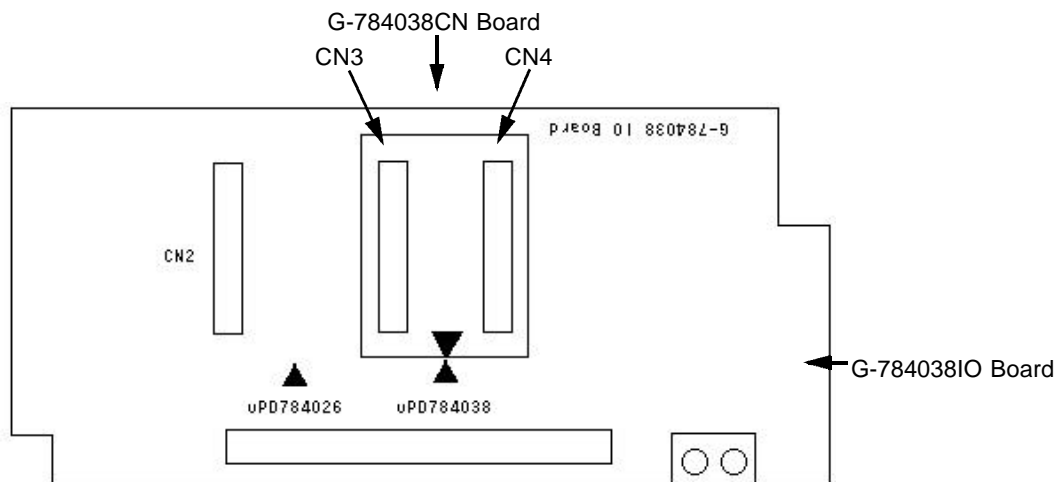 G-784038CN Board
CN3
CN4
G-784038 IO Board
CN2
G-784038IO Board
uPD784026
uPD784038